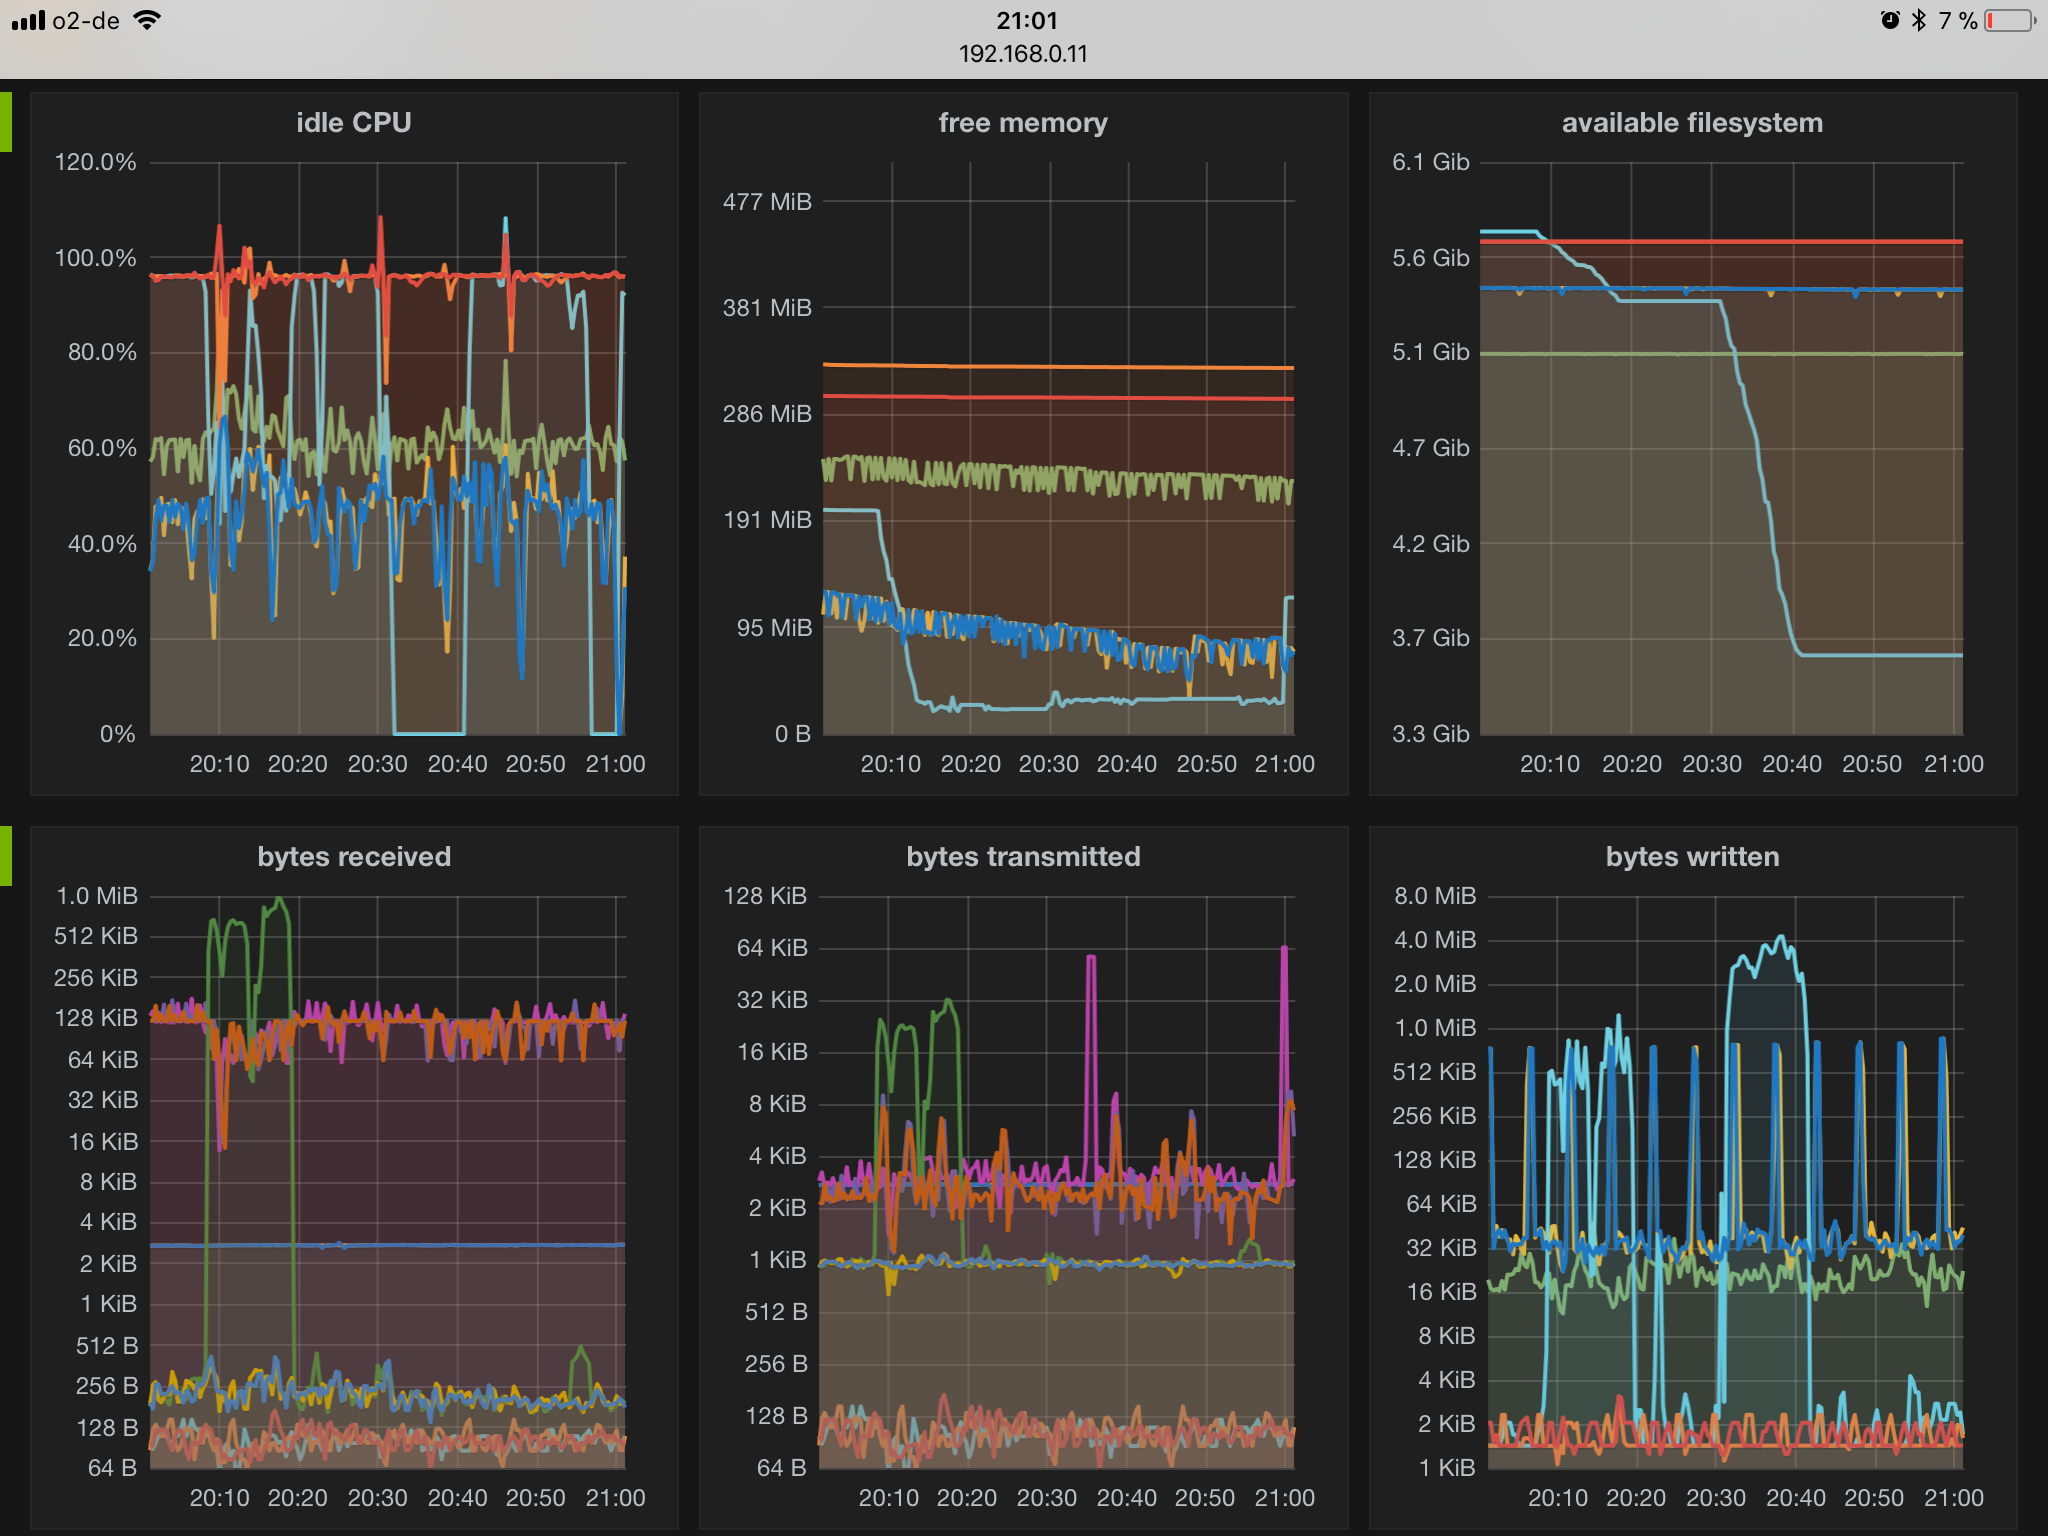 o2-de 21:01 7 %
192.168.0.11
idle CPU
120.0%
100.0%
80.0%
60.0%
40.0%
20.0%
0%
20:10 20:20 20:30 20:40 20:50 21:00
free memory
477 MiB
381 MiB
286 MiB
191 MiB
95 MiB
0 B
20:10 20:20 20:30 20:40 20:50 21:00
available filesystem
6.1 Gib
5.6 Gib
5.1 Gib
4.7 Gib
4.2 Gib
3.7 Gib
3.3 Gib
20:10 20:20 20:30 20:40 20:50 21:00
bytes received
1.0 MiB
512 KiB
256 KiB
128 KiB
64 KiB
32 KiB
16 KiB
8 KiB
4 KiB
2 KiB
1 KiB
512 B
256 B
128 B
64 B
20:10 20:20 20:30 20:40 20:50 21:00
bytes transmitted
128 KiB
64 KiB
32 KiB
16 KiB
8 KiB
4 KiB
2 KiB
1 KiB
512 B
256 B
128 B
64 B
20:10 20:20 20:30 20:40 20:50 21:00
bytes written
8.0 MiB
4.0 MiB
2.0 MiB
1.0 MiB
512 KiB
256 KiB
128 KiB
64 KiB
32 KiB
16 KiB
8 KiB
4 KiB
2 KiB
1 KiB
20:10 20:20 20:30 20:40 20:50 21:00